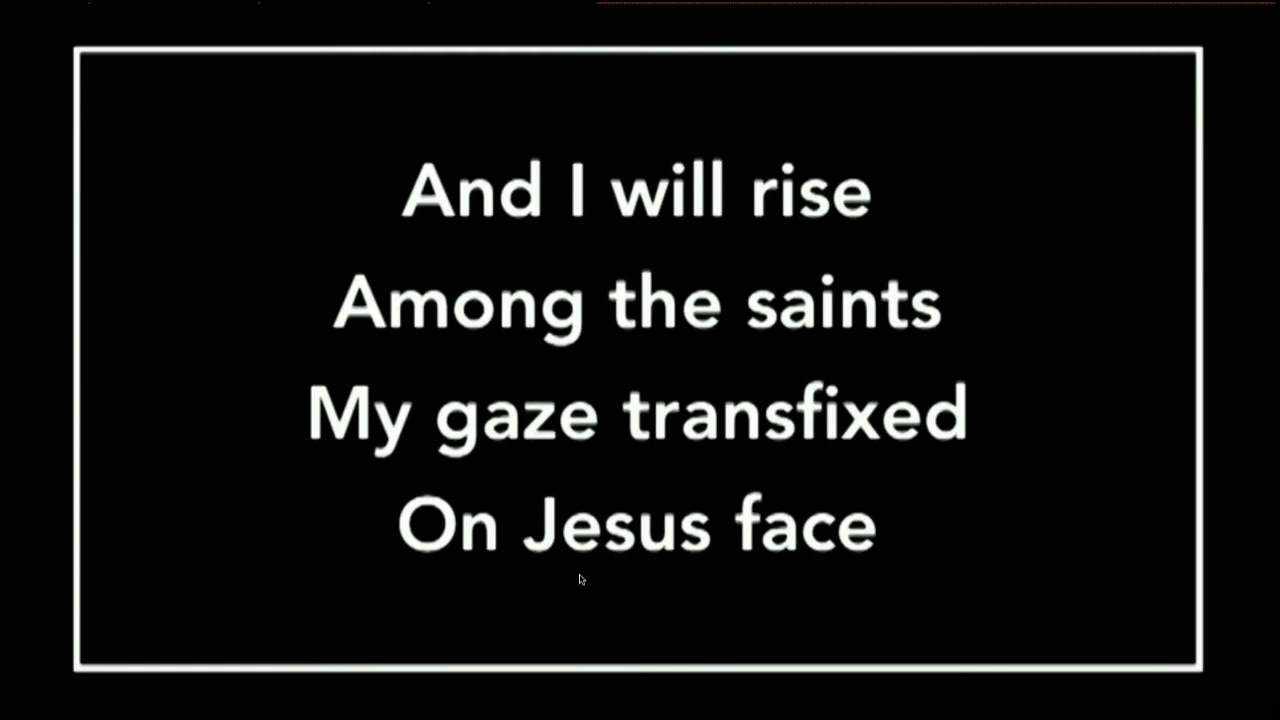 And I will rise
Among the saints
My gaze transfixed
On Jesus face